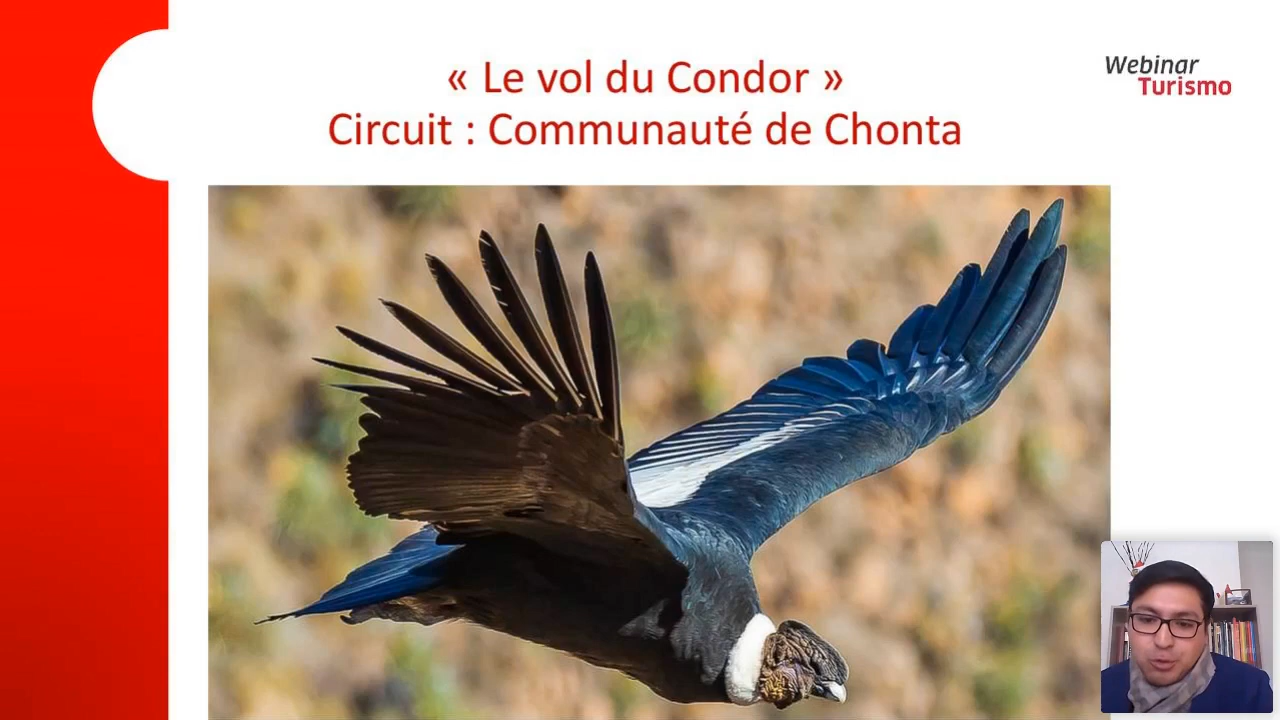 « Le vol du Condor »
Circuit : Communauté de Chonta
Webinar
Turismo